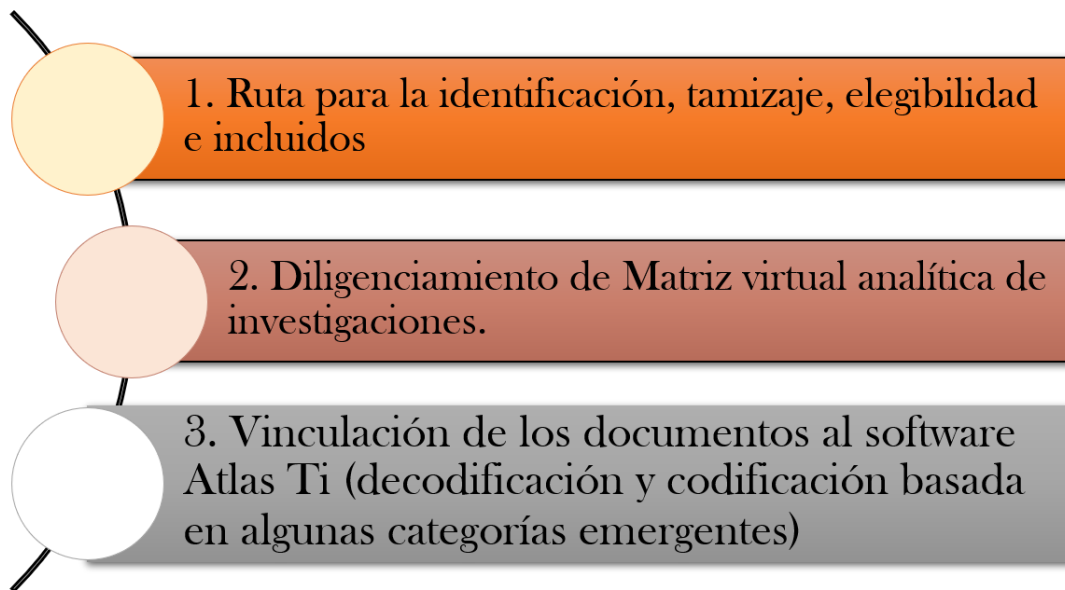 1. Ruta para la identificación, tamizaje, elegibilidad
e incluidos
2. Diligenciamiento de Matriz virtual analítica de
investigaciones.
3. Vinculación de los documentos al software
Atlas Ti (decodificación y codificación basada
en algunas categorías emergentes)